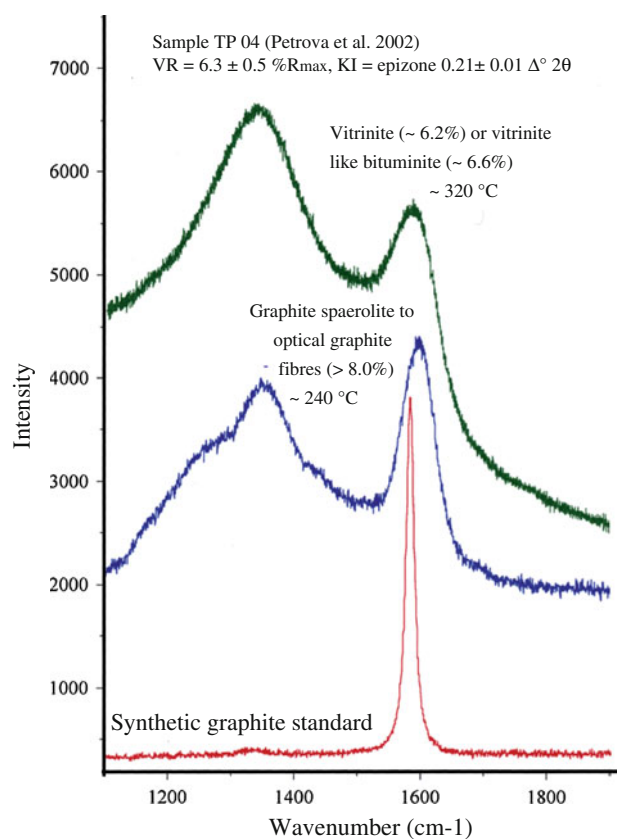 Sample TP 04 (Petrova et al. 2002)
VR = 6.3 ± 0.5 %Rmax, KI = epizone 0.21± 0.01 Δ° 2θ
7000
Vitrinite (~ 6.2%) or vitrinite
like bituminite (~ 6.6%)
~ 320 °C
6000
5000
Graphite spaerolite to
optical graphite
fibres (> 8.0%)
~ 240 °C
4000
Intensity
3000
2000
1000
Synthetic graphite standard
1200 1400 1600 1800
Wavenumber (cm-1)